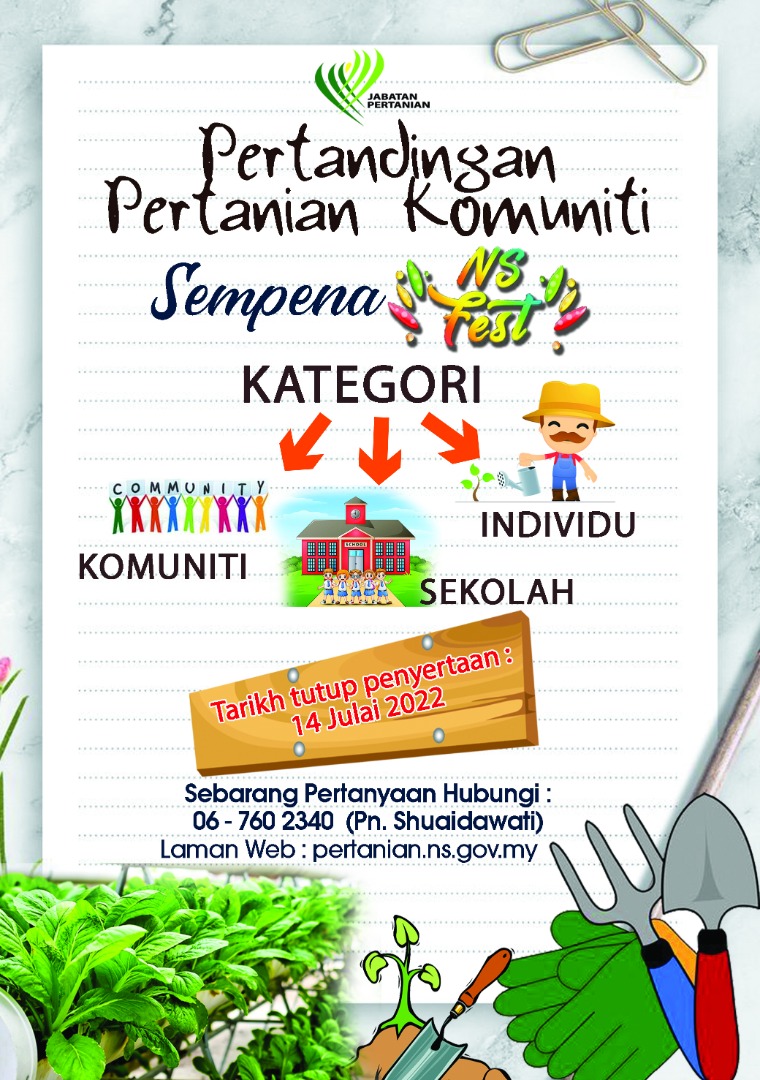 JABATAN
PERTANIAN
Pertandingan
Pertanian Komuniti
Sempena NS
Fest
KATEGORI
COMMUNITY
INDIVIDU
KOMUNITI
SCHOOL
SEKOLAH
Tarikh tutup penyertaan :
14 Julai 2022
Sebarang Pertanyaan Hubungi :
06 - 760 2340 (Pn. Shuaidawati)
Laman Web : pertanian.ns.gov.my